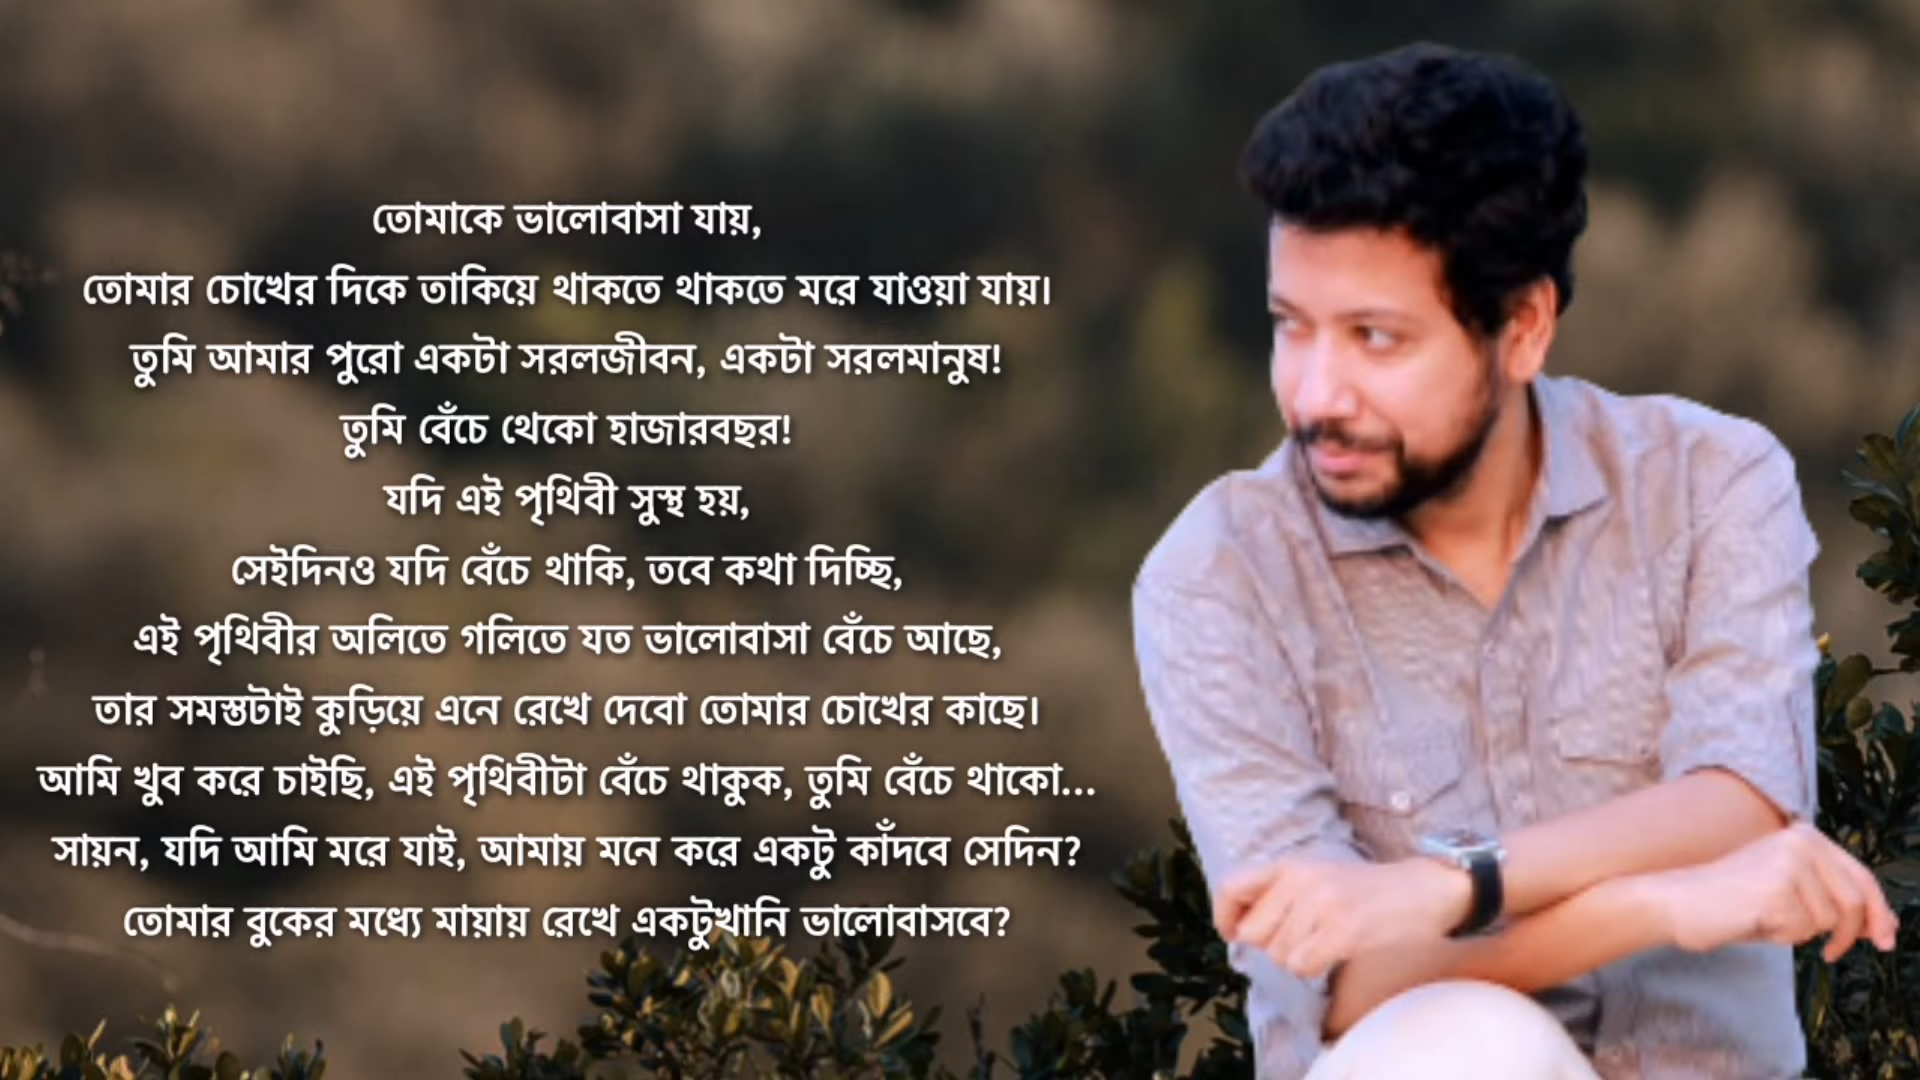 তোমাকে ভালোবাসা যায়,
তোমার চোখের দিকে তাকিয়ে থাকতে থাকতে মরে যাওয়া যায়।
তুমি আমার পুরো একটা সরলজীবন, একটা সরলমানুষ!
তুমি বেঁচে থেকো হাজারবছর!
যদি এই পৃথিবী সুস্থ হয়,
সেইদিনও যদি বেঁচে থাকি, তবে কথা দিচ্ছি,
এই পৃথিবীর অলিতে গলিতে যত ভালোবাসা বেঁচে আছে,
তার সমস্তটাই কুড়িয়ে এনে রেখে দেবো তোমার চোখের কাছে।
আমি খুব করে চাইছি, এই পৃথিবীটা বেঁচে থাকুক, তুমি বেঁচে থাকো...
সায়ন, যদি আমি মরে যাই, আমায় মনে করে একটু কাঁদবে সেদিন?
তোমার বুকের মধ্যে মায়ায় রেখে একটুখানি ভালোবাসবে?